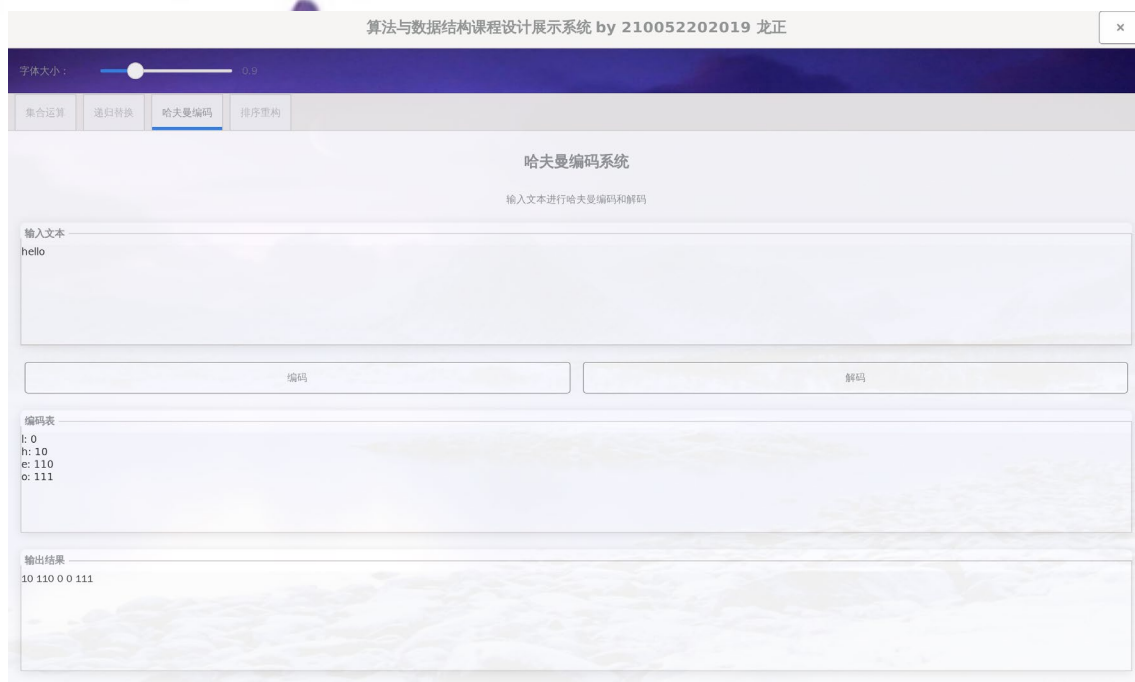 算法与数据结构课程设计展示系统 by 210052202019 龙正
×
字体大小： 0.9
集合运算 递归替换 哈夫曼编码 排序重构
哈夫曼编码系统
输入文本进行哈夫曼编码和解码
输入文本
hello
编码 解码
编码表
l: 0
h: 10
e: 110
o: 111
输出结果
10 110 0 0 111